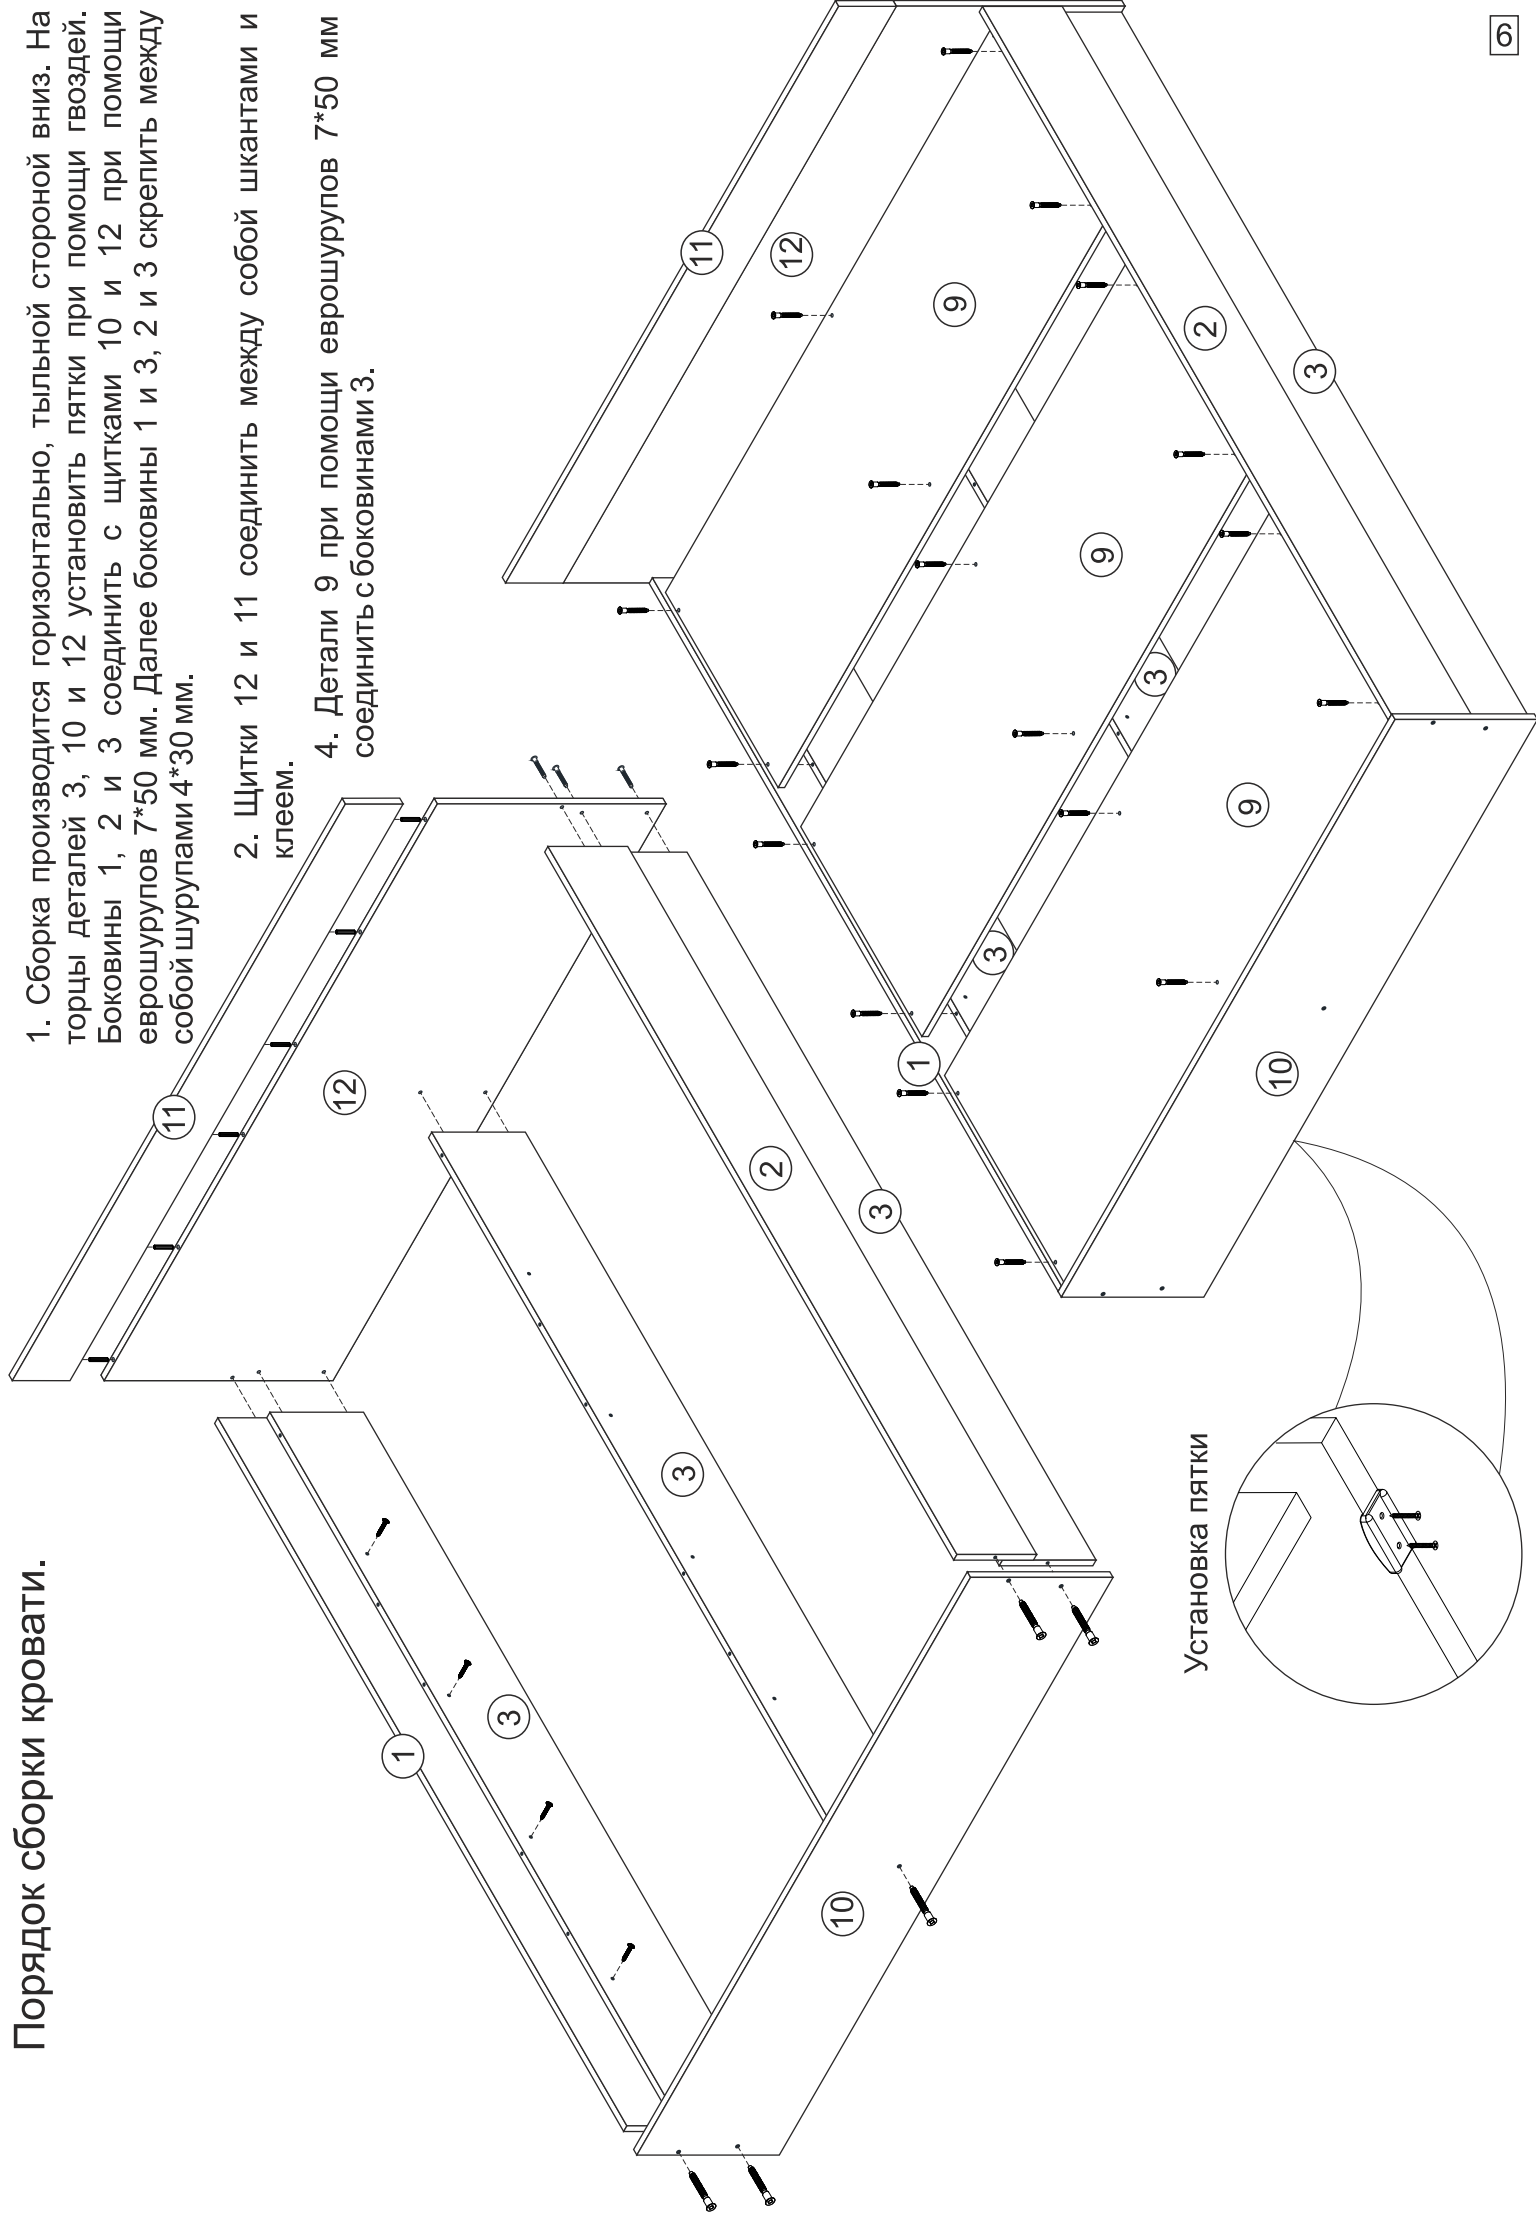 Порядок сборки кровати.
1. Сборка производится горизонтально, тыльной стороной вниз. На
торцы деталей 3, 10 и 12 установить пятки при помощи гвоздей.
Боковины 1, 2 и 3 соединить с щитками 10 и 12 при помощи
еврошурупов 7*50 мм. Далее боковины 1 и 3, 2 и 3 скрепить между
собой шурупами 4*30 мм.
2. Щитки 12 и 11 соединить между собой шкантами и
клеем.
4. Детали 9 при помощи еврошурупов 7*50 мм
соединить с боковинами 3.
11
12
1
3
3
2
3
10
11
12
9
9
9
2
3
3
3
1
10
Установка пятки
6